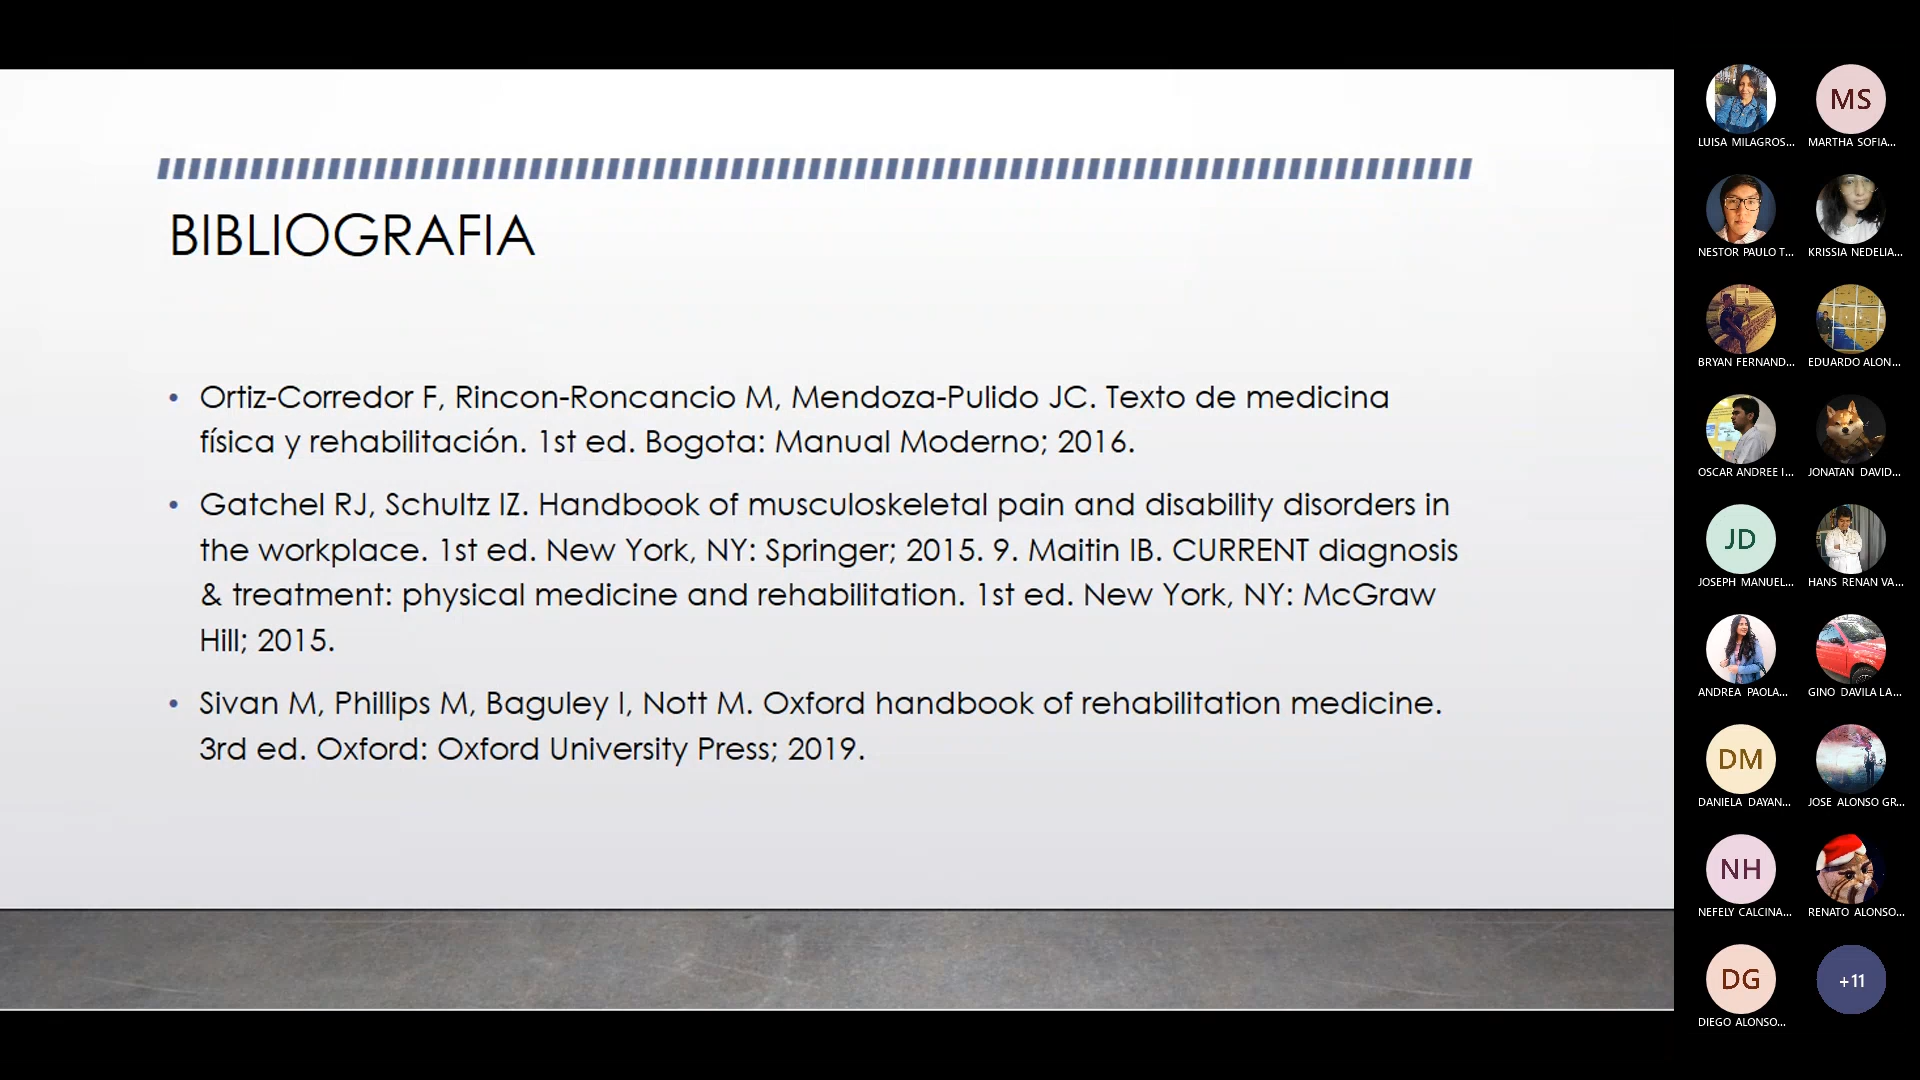 BIBLIOGRAFIA
• Ortiz-Corredor F, Rincon-Roncancio M, Mendoza-Pulido JC. Texto de medicina
física y rehabilitación. 1st ed. Bogota: Manual Moderno; 2016.
• Gatchel RJ, Schultz IZ. Handbook of musculoskeletal pain and disability disorders in
the workplace. 1st ed. New York, NY: Springer; 2015. 9. Maitin IB. CURRENT diagnosis
& treatment: physical medicine and rehabilitation. 1st ed. New York, NY: McGraw
Hill; 2015.
• Sivan M, Phillips M, Baguley I, Nott M. Oxford handbook of rehabilitation medicine.
3rd ed. Oxford: Oxford University Press; 2019.
MS
LUISA MILAGROS...
MARTHA SOFIA...
NESTOR PAULO T...
KRISSIA NEDELIA...
BRYAN FERNAND...
EDUARDO ALON...
OSCAR ANDREE I...
JONATAN DAVID...
JD
JOSEPH MANUEL...
HANS RENAN VA...
ANDREA PAOLA...
GINO DAVILA LA...
DM
DANIELA DAYAN...
JOSE ALONSO GR...
NH
NEFELY CALCINA...
RENATO ALONSO...
DG
+11
DIEGO ALONSO...